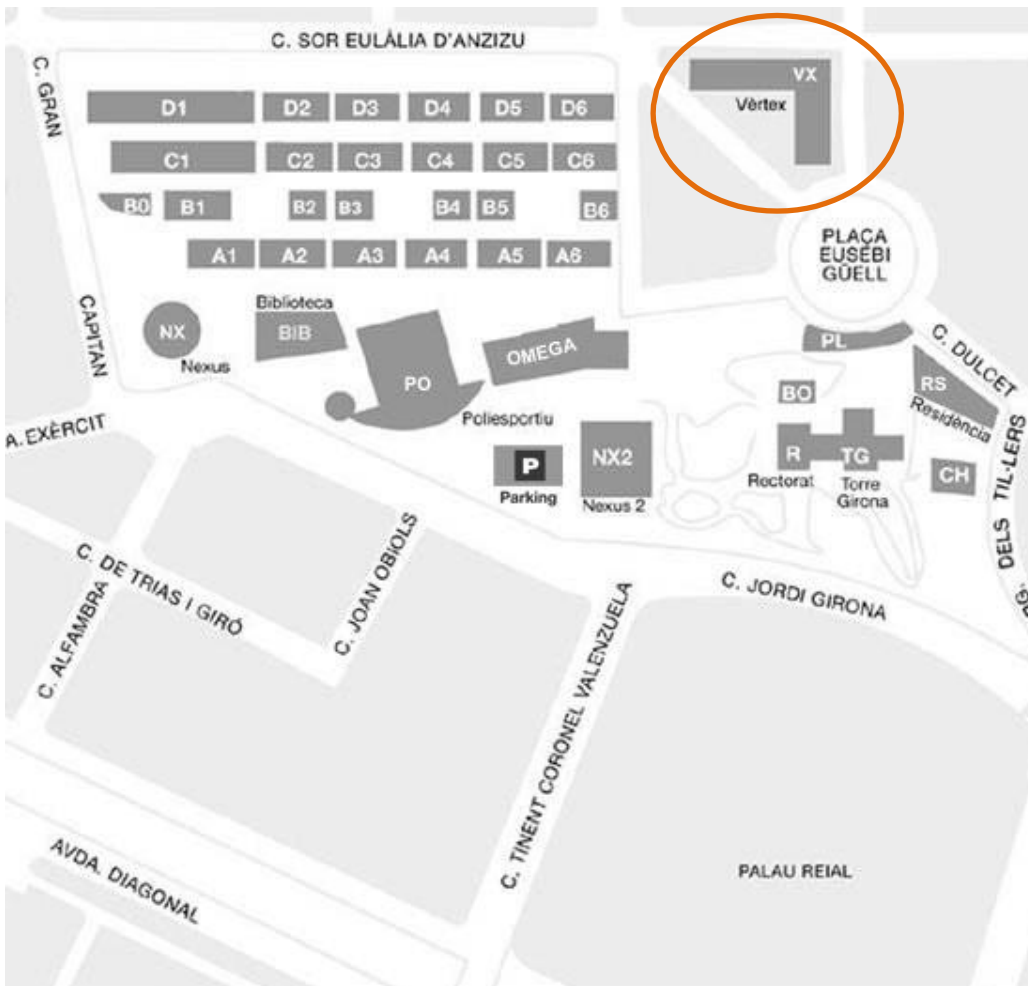 C. SOR EULÀLIA D'ANZIZU
C. GRAN
CAPITAN
VX
Vèrtex
D1 D2 D3 D4 D5 D6
C1 C2 C3 C4 C5 C6
B0 B1 B2 B3 B4 B5 B6
A1 A2 A3 A4 A5 A6
PLAÇA
EUSEBI
GÜELL
Biblioteca
BIB
NX
Nexus
PO
Poliesportiu
OMEGA
PL
C. DULCET
RS
Residència
BO
R
Rectorat
TG
Torre
Girona
CH
DELS TIL·LERS
PG.
A. EXÈRCIT
P
Parking
NX2
Nexus 2
C. JORDI GIRONA
C. DE TRIAS I GIRÓ
C. JOAN OBIOLS
C. ALFAMBRA
C. TINENT CORONEL VALENZUELA
AVDA. DIAGONAL
PALAU REIAL